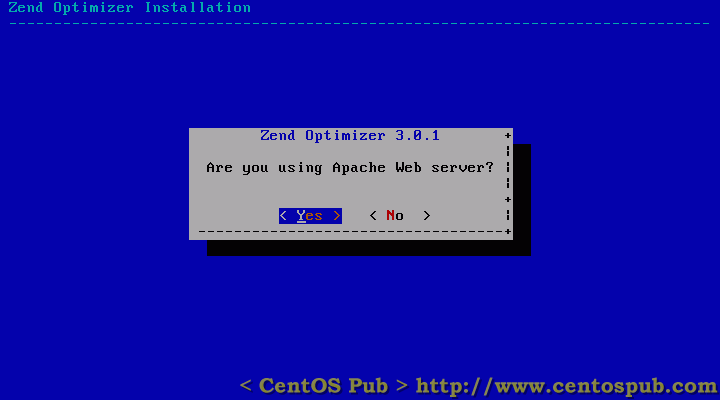 Zend Optimizer Installation
Zend Optimizer 3.0.1
Are you using Apache Web server?
< Yes > < No >
< CentOS Pub > http://www.centospub.com